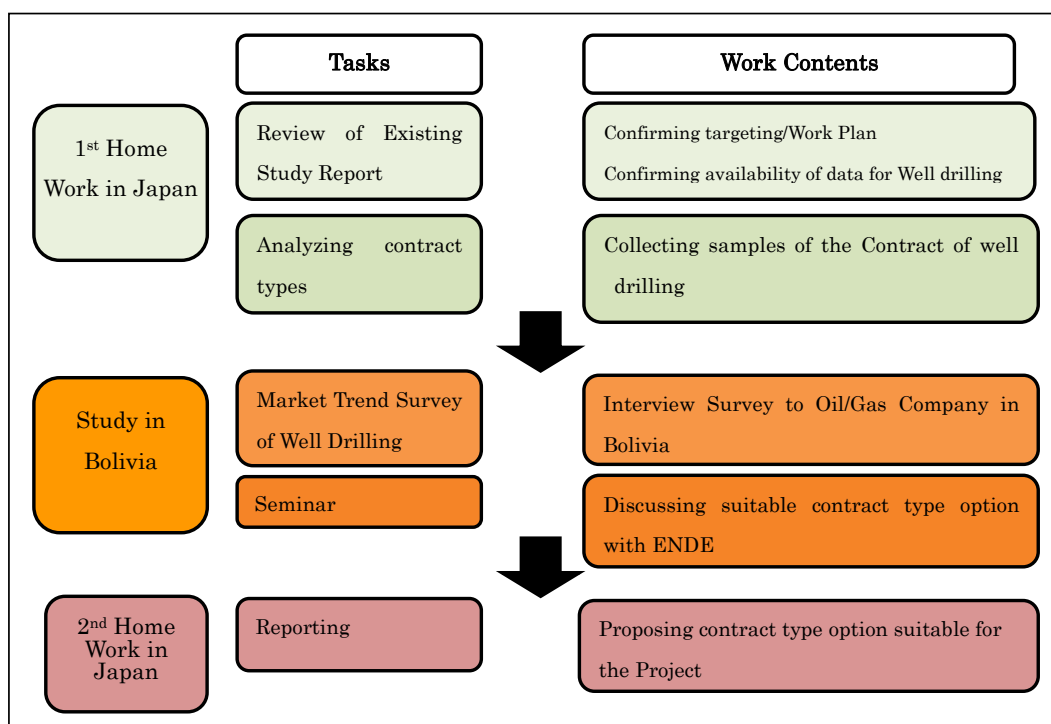 Tasks
Work Contents
1st Home
Work in Japan
Review of Existing
Study Report
Confirming targeting/Work Plan
Confirming availability of data for Well drilling
Analyzing contract
types
Collecting samples of the Contract of well
drilling
Study in
Bolivia
Market Trend Survey
of Well Drilling
Interview Survey to Oil/Gas Company in
Bolivia
Seminar
Discussing suitable contract type option
with ENDE
2nd Home
Work in
Japan
Reporting
Proposing contract type option suitable for
the Project